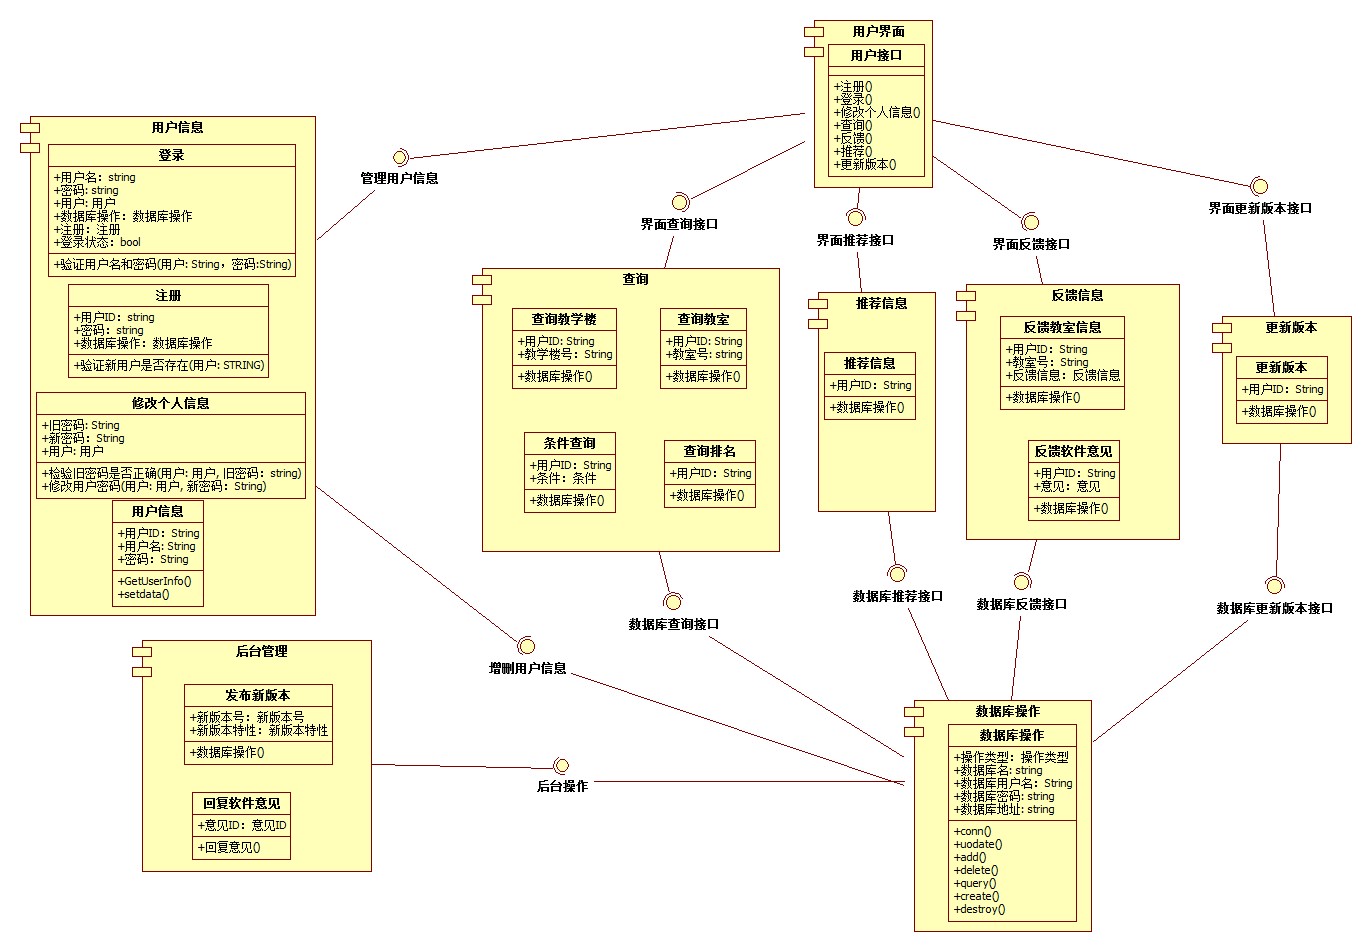 用户界面
用户接口
+注册()
+登录()
+修改个人信息()
+查询()
+反馈()
+推荐()
+更新版本()
管理用户信息
界面查询接口
界面推荐接口
界面反馈接口
界面更新版本接口
用户信息
登录
+用户名: string
+密码: string
+用户: 用户
+数据库操作: 数据库操作
+注册: 注册
+登录状态: bool
+验证用户名和密码(用户: String, 密码:String)
注册
+用户ID: string
+密码: string
+数据库操作: 数据库操作
+验证新用户是否存在(用户: STRING)
修改个人信息
+旧密码: String
+新密码: String
+用户: 用户
+检验旧密码是否正确(用户: 用户, 旧密码: string)
+修改用户密码(用户: 用户, 新密码: String)
用户信息
+用户ID: String
+用户名: String
+密码: String
+GetUserInfo()
+setdata()
查询
查询教学楼
+用户ID: String
+教学楼号: String
+数据库操作()
查询教室
+用户ID: String
+教室号: string
+数据库操作()
条件查询
+用户ID: String
+条件: 条件
+数据库操作()
查询排名
+用户ID: String
+数据库操作()
推荐信息
推荐信息
+用户ID: String
+数据库操作()
反馈信息
反馈教室信息
+用户ID: String
+教室号: String
+反馈信息: 反馈信息
+数据库操作()
反馈软件意见
+用户ID: String
+意见: 意见
+数据库操作()
更新版本
更新版本
+用户ID: String
+数据库操作()
增删用户信息
数据库查询接口
数据库推荐接口
数据库反馈接口
数据库更新版本接口
后台管理
发布新版本
+新版本号: 新版本号
+新版本特性: 新版本特性
+数据库操作()
回复软件意见
+意见ID: 意见ID
+回复意见()
后台操作
数据库操作
数据库操作
+操作类型: 操作类型
+数据库名: string
+数据库用户名: String
+数据库密码: string
+数据库地址: string
+conn()
+uodate()
+add()
+delete()
+query()
+create()
+destroy()